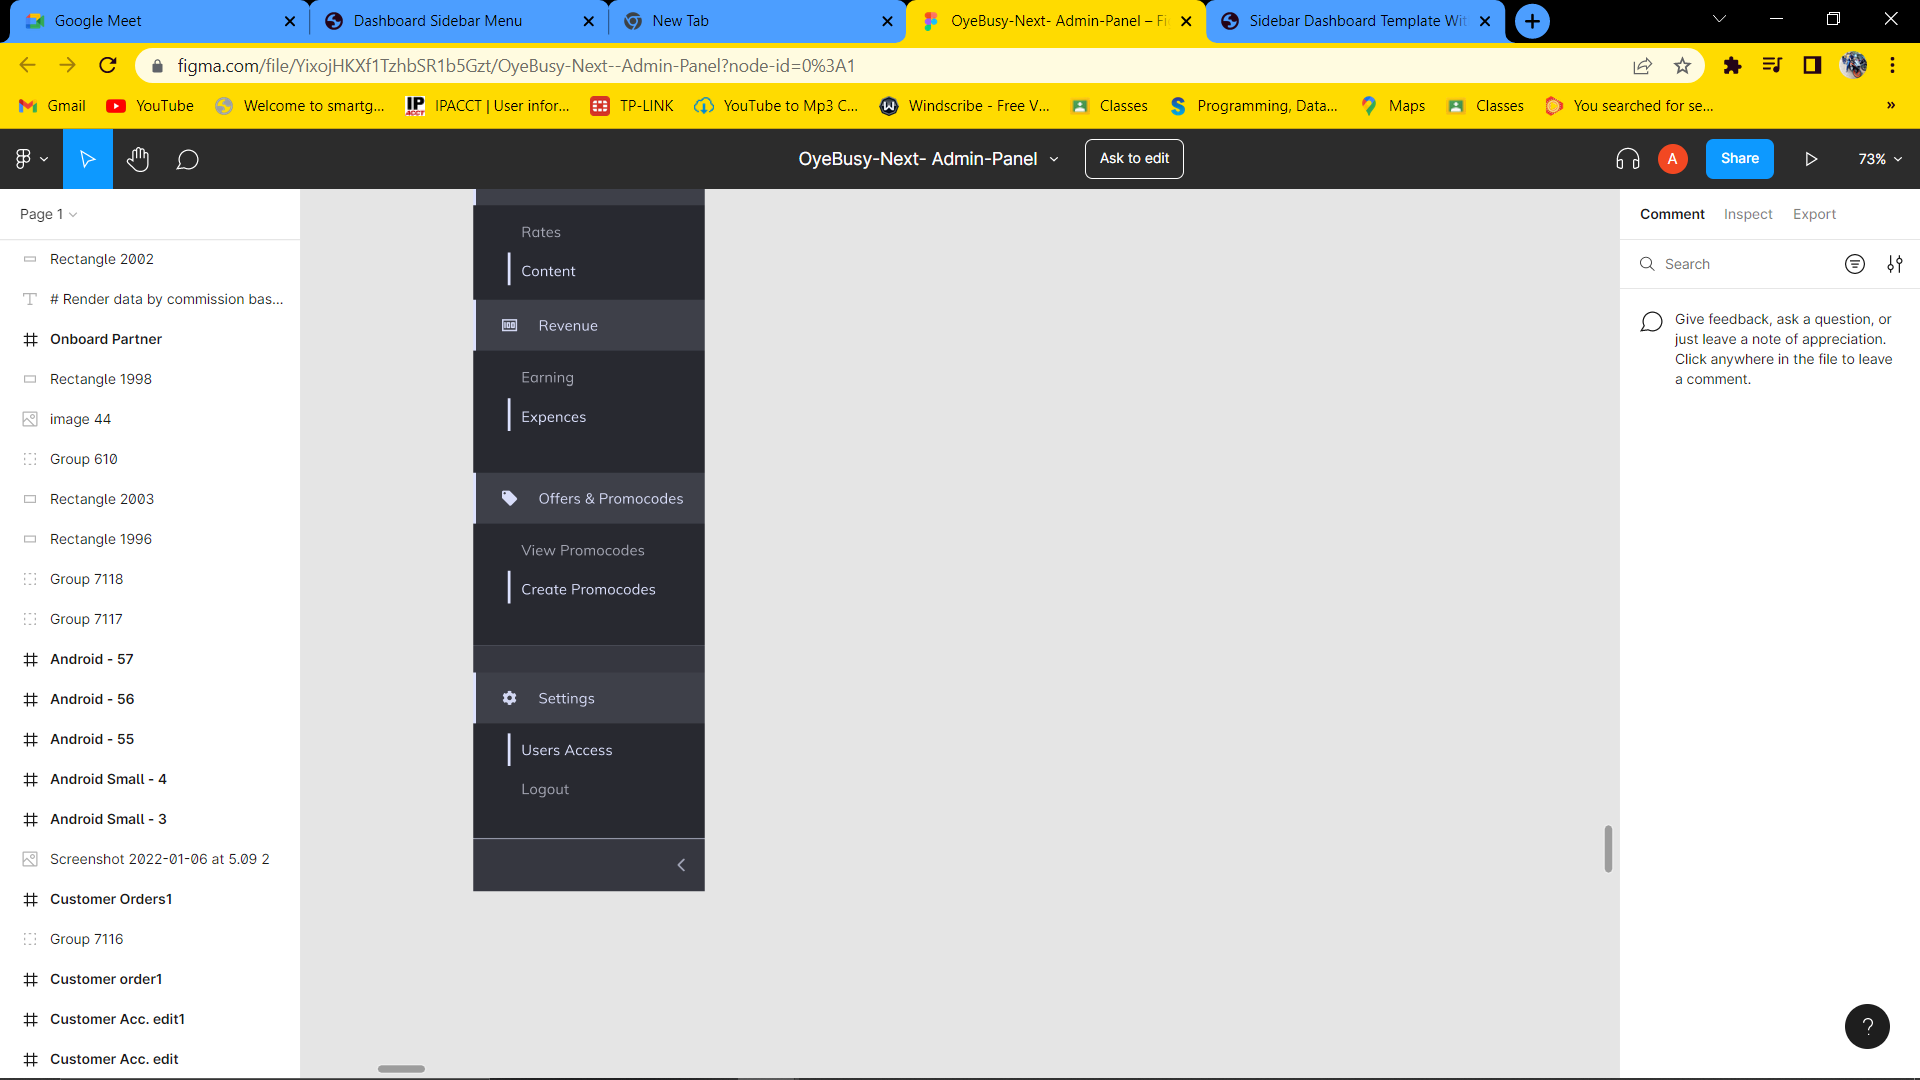 Google Meet
Dashboard Sidebar Menu
New Tab
OyeBusy-Next- Admin-Panel – Fi
Sidebar Dashboard Template Wit
figma.com/file/YixojHKXf1TzhbSR1b5Gzt/OyeBusy-Next--Admin-Panel?node-id=0%3A1
Gmail
YouTube
Welcome to smartg...
IPACCT | User infor...
TP-LINK
YouTube to Mp3 C...
Windscribe - Free V...
Classes
Programming, Data...
Maps
Classes
You searched for se...
»
OyeBusy-Next- Admin-Panel
Ask to edit
A
Share
73%
Page 1
Rectangle 2002
# Render data by commission bas...
Onboard Partner
Rectangle 1998
image 44
Group 610
Rectangle 2003
Rectangle 1996
Group 7118
Group 7117
Android - 57
Android - 56
Android - 55
Android Small - 4
Android Small - 3
Screenshot 2022-01-06 at 5.09 2
Customer Orders1
Group 7116
Customer order1
Customer Acc. edit1
Customer Acc. edit
Rates
Content
Revenue
Earning
Expences
Offers & Promocodes
View Promocodes
Create Promocodes
Settings
Users Access
Logout
Comment
Inspect
Export
Search
Give feedback, ask a question, or
just leave a note of appreciation.
Click anywhere in the file to leave
a comment.
?